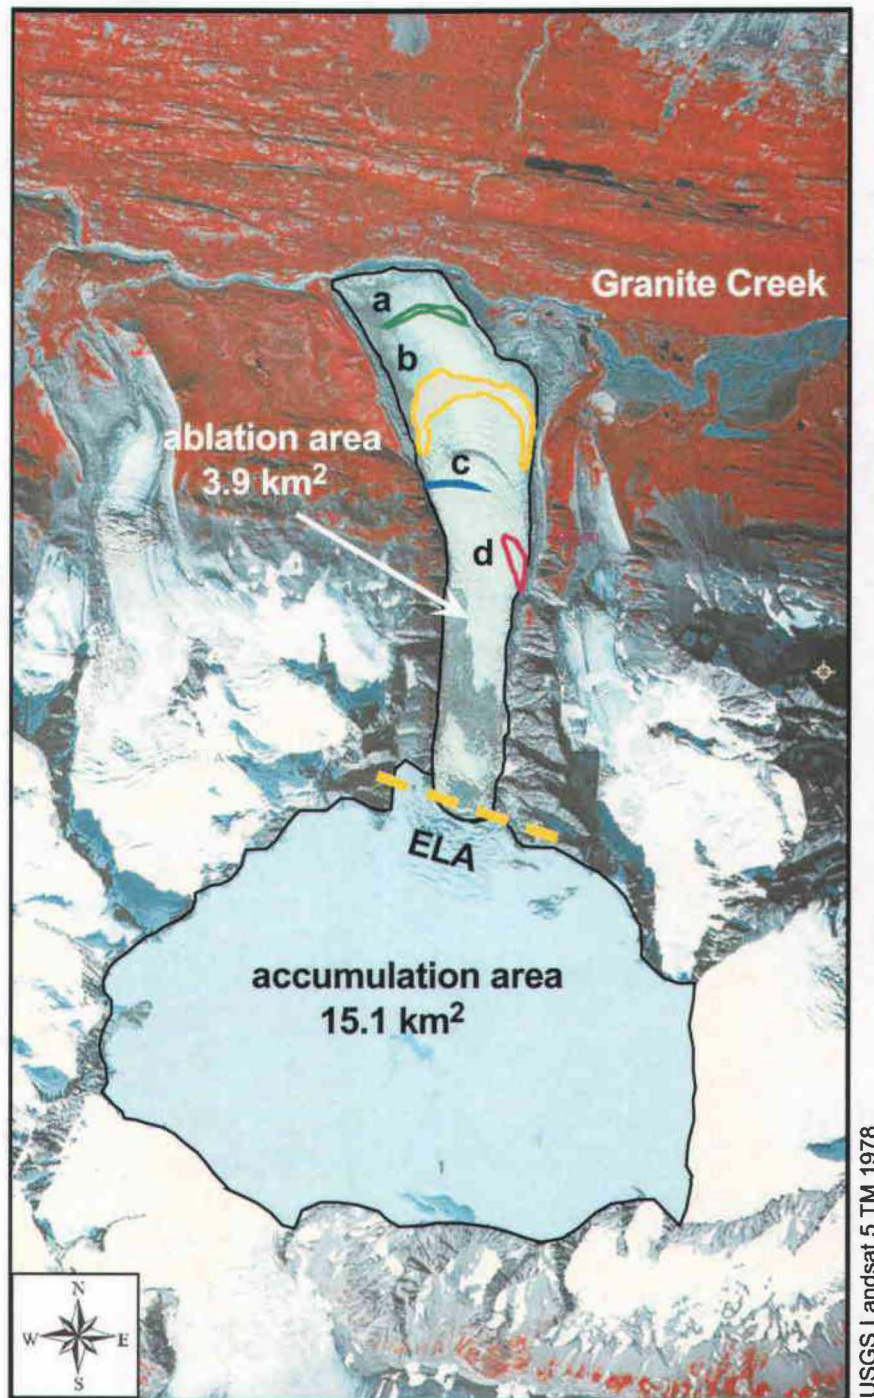 Granite Creek
a
b
ablation area
3.9 km²
c
d
ELA
accumulation area
15.1 km²
N
W E
S
USGS Landsat 5 TM 1978